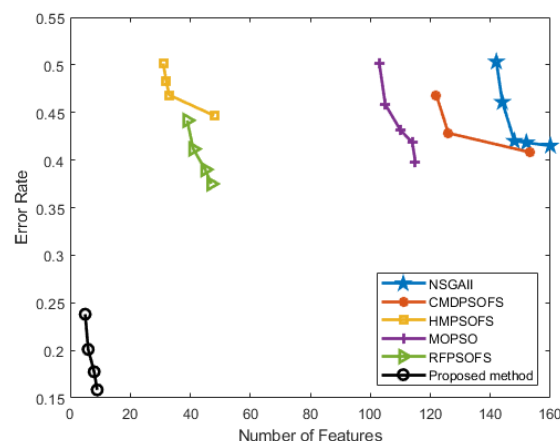 0.55
0.5
0.45
0.4
0.35
0.3
0.25
0.2
0.15
Error Rate
0 20 40 60 80 100 120 140 160
Number of Features
NSGAII
CMDPSOFS
HMPSOFS
MOPSO
RFPSOFS
Proposed method